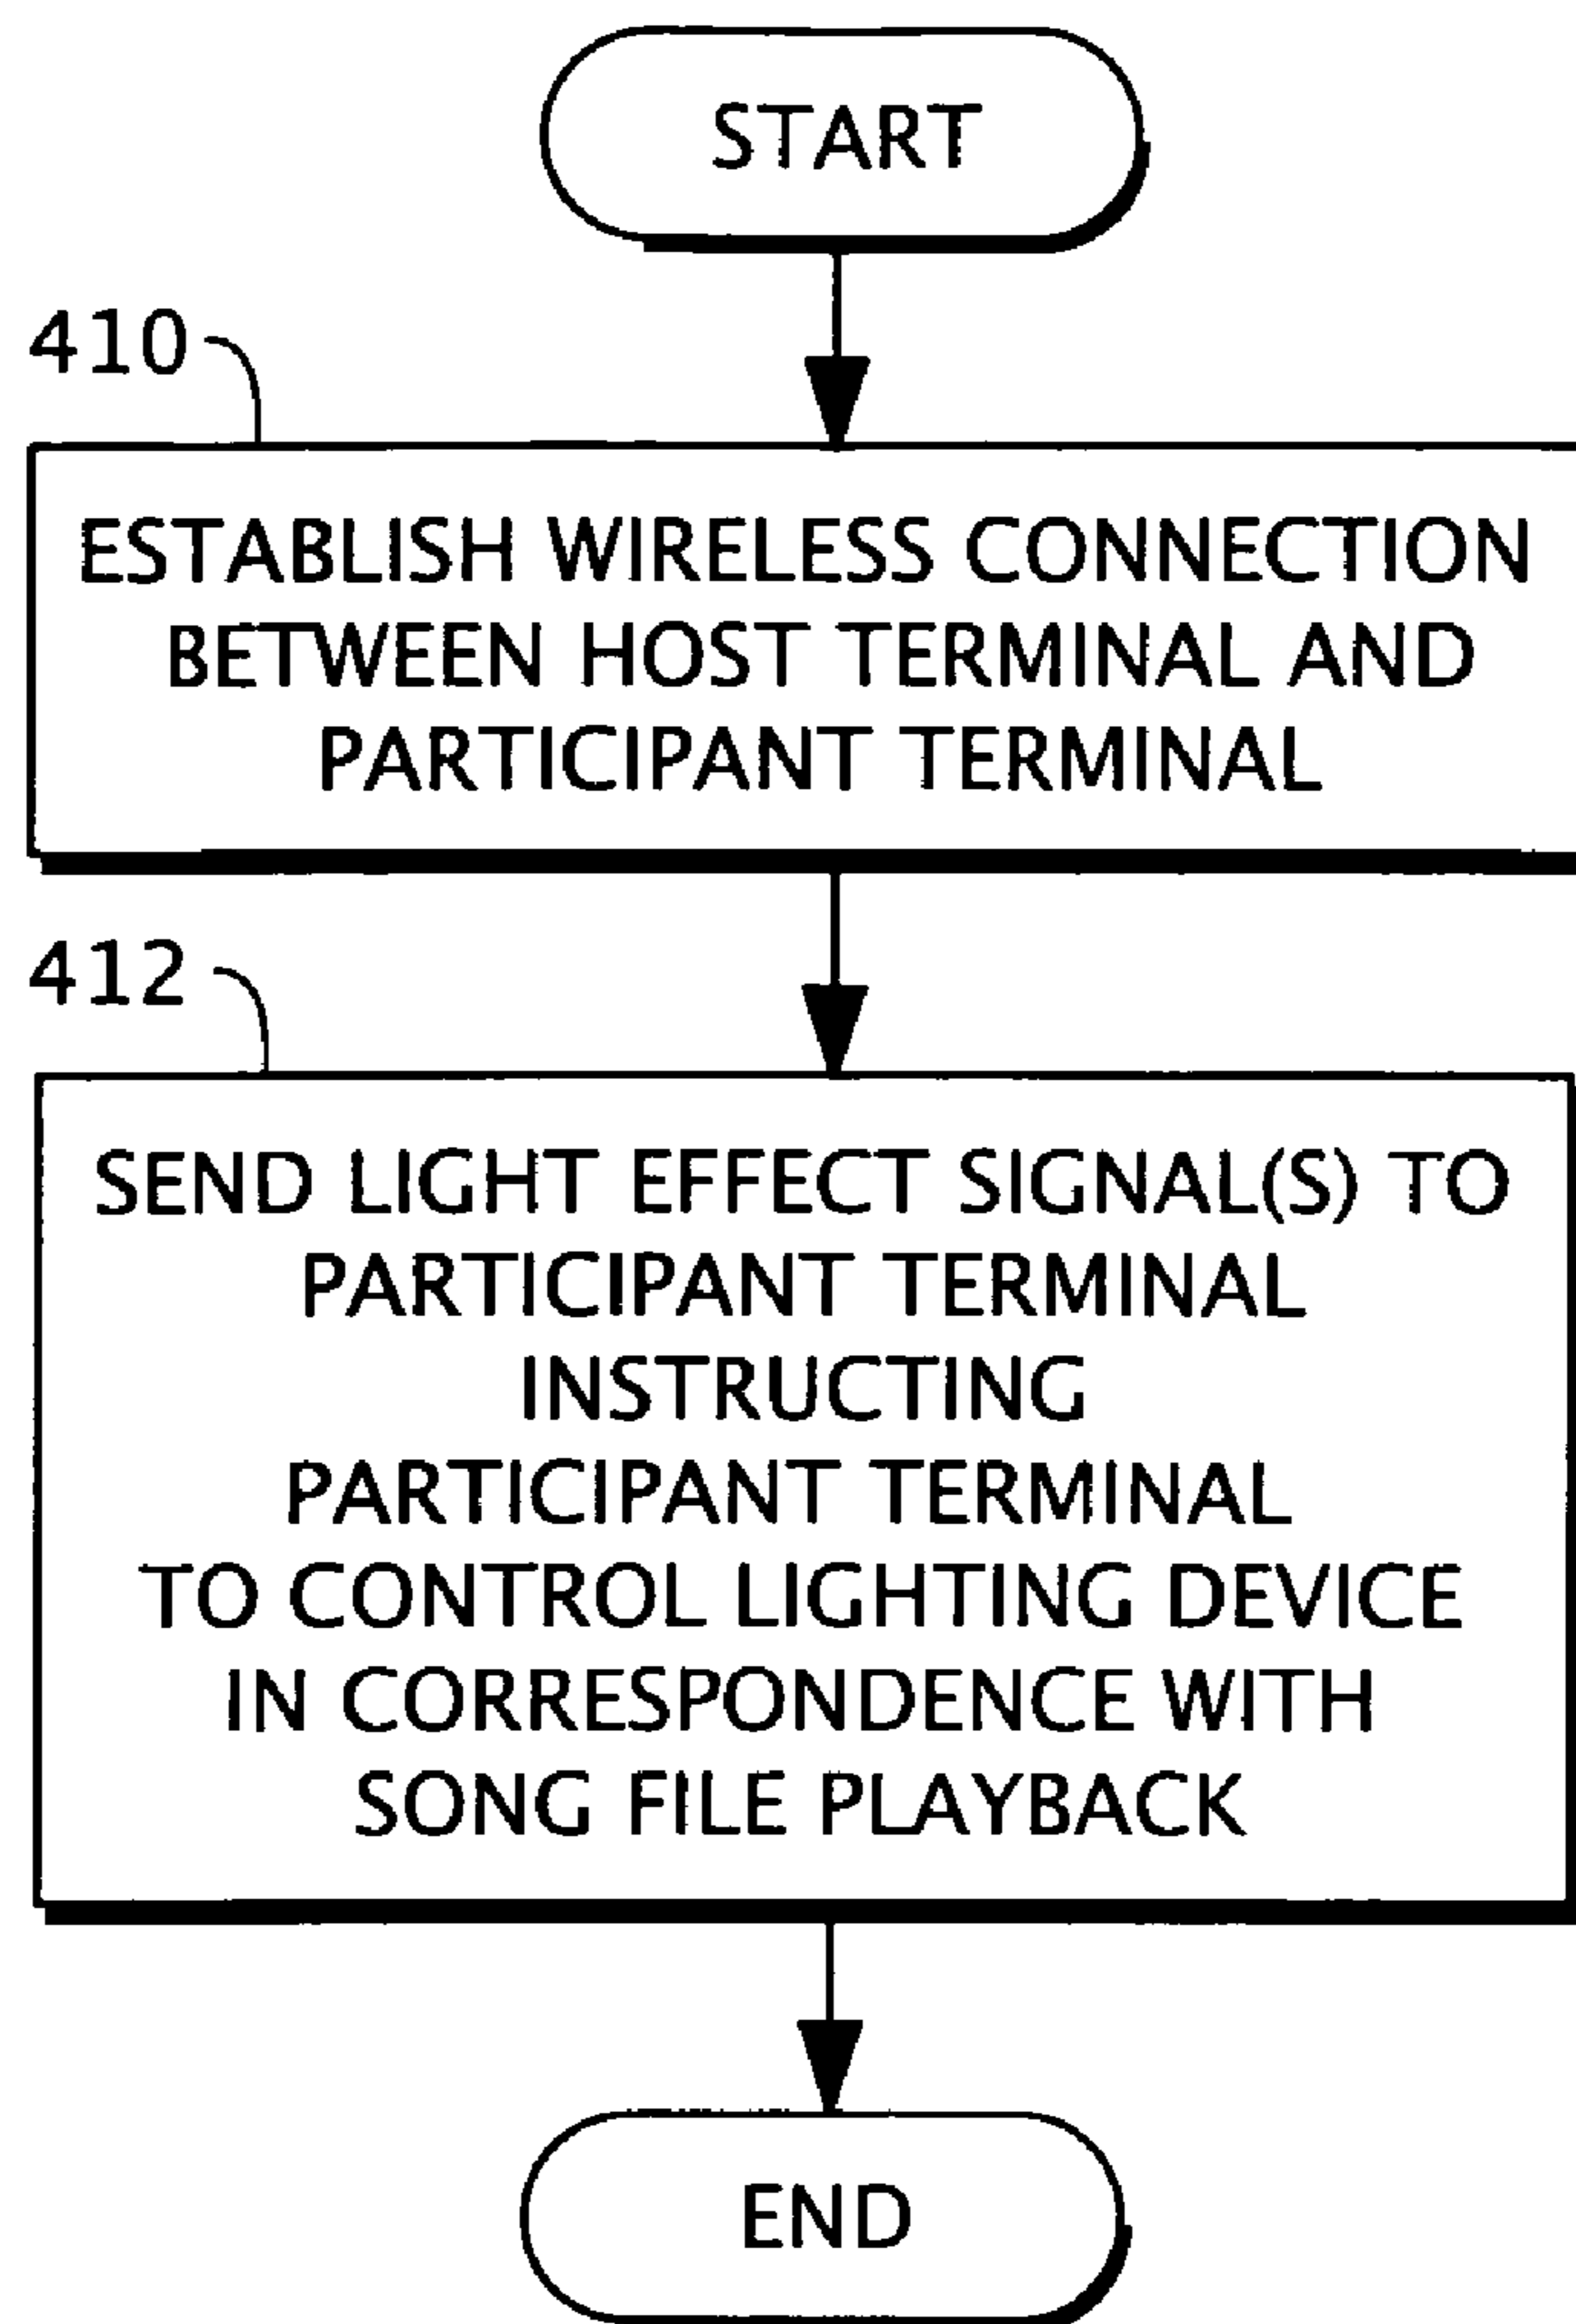 START
410
ESTABLISH WIRELESS CONNECTION
BETWEEN HOST TERMINAL AND
PARTICIPANT TERMINAL
412
SEND LIGHT EFFECT SIGNAL(S) TO
PARTICIPANT TERMINAL
INSTRUCTING
PARTICIPANT TERMINAL
TO CONTROL LIGHTING DEVICE
IN CORRESPONDENCE WITH
SONG FILE PLAYBACK
END